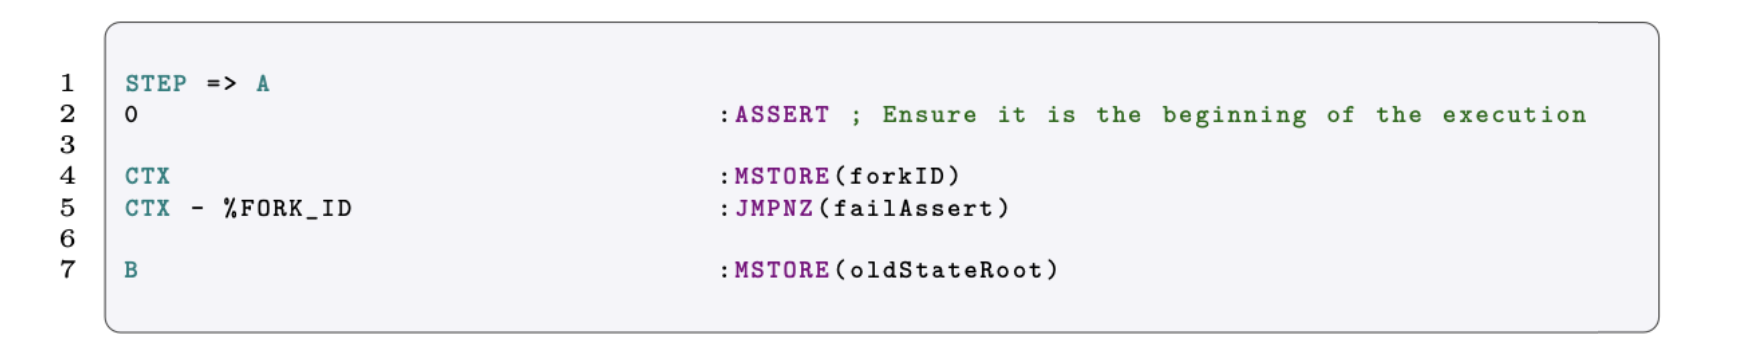 1 STEP => A
2 0 :ASSERT ; Ensure it is the beginning of the execution
3
4 CTX :MSTORE(forkID)
5 CTX - %FORK_ID :JMPNZ(failAssert)
6
7 B :MSTORE(oldStateRoot)